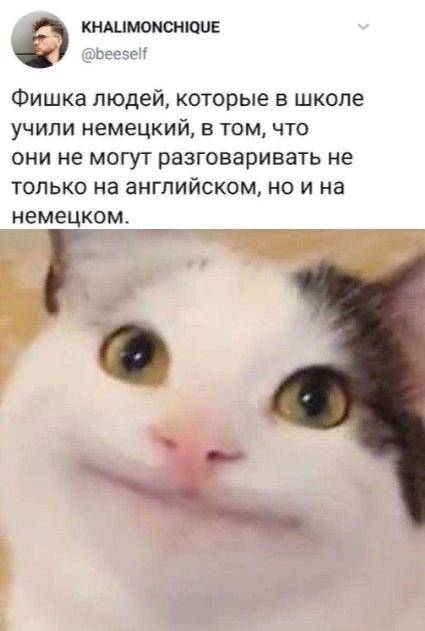 KHALIMONCHIQUE
@beeself
Фишка людей, которые в школе
учили немецкий, в том, что
они не могут разговаривать не
только на английском, но и на
немецком.